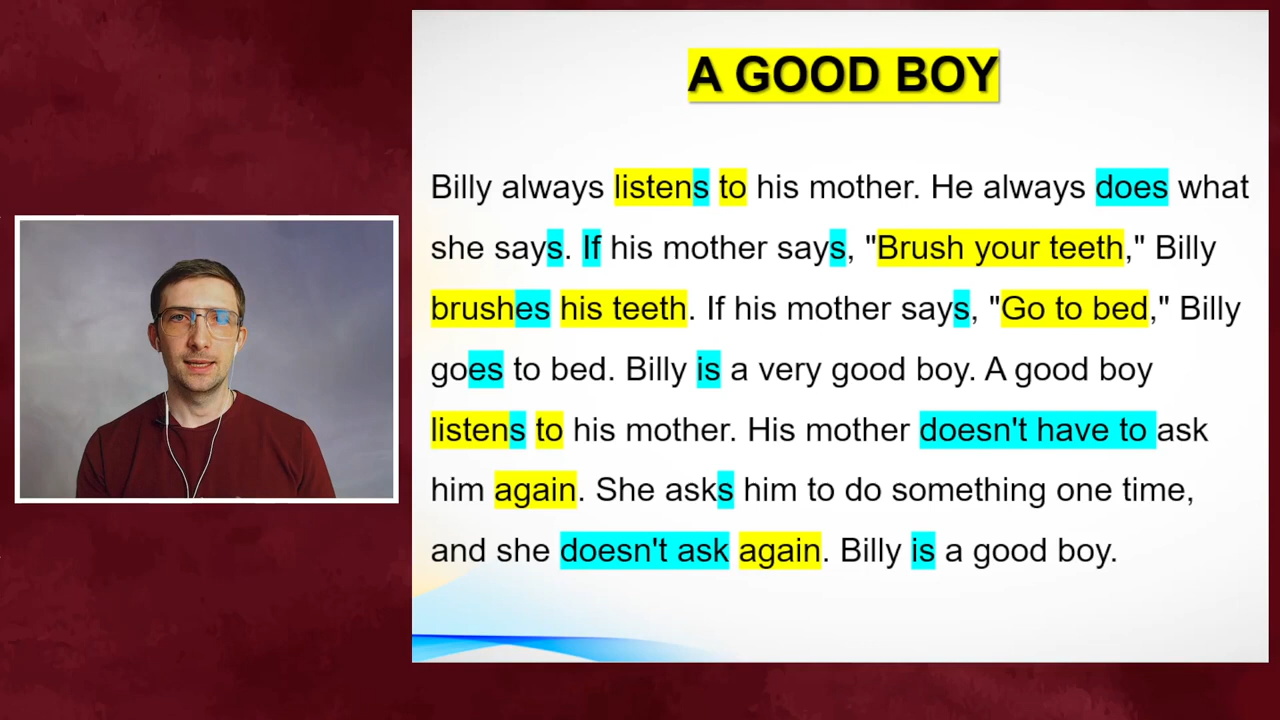 A GOOD BOY
Billy always listens to his mother. He always does what
she says. If his mother says, "Brush your teeth," Billy
brushes his teeth. If his mother says, "Go to bed," Billy
goes to bed. Billy is a very good boy. A good boy
listens to his mother. His mother doesn't have to ask
him again. She asks him to do something one time,
and she doesn't ask again. Billy is a good boy.